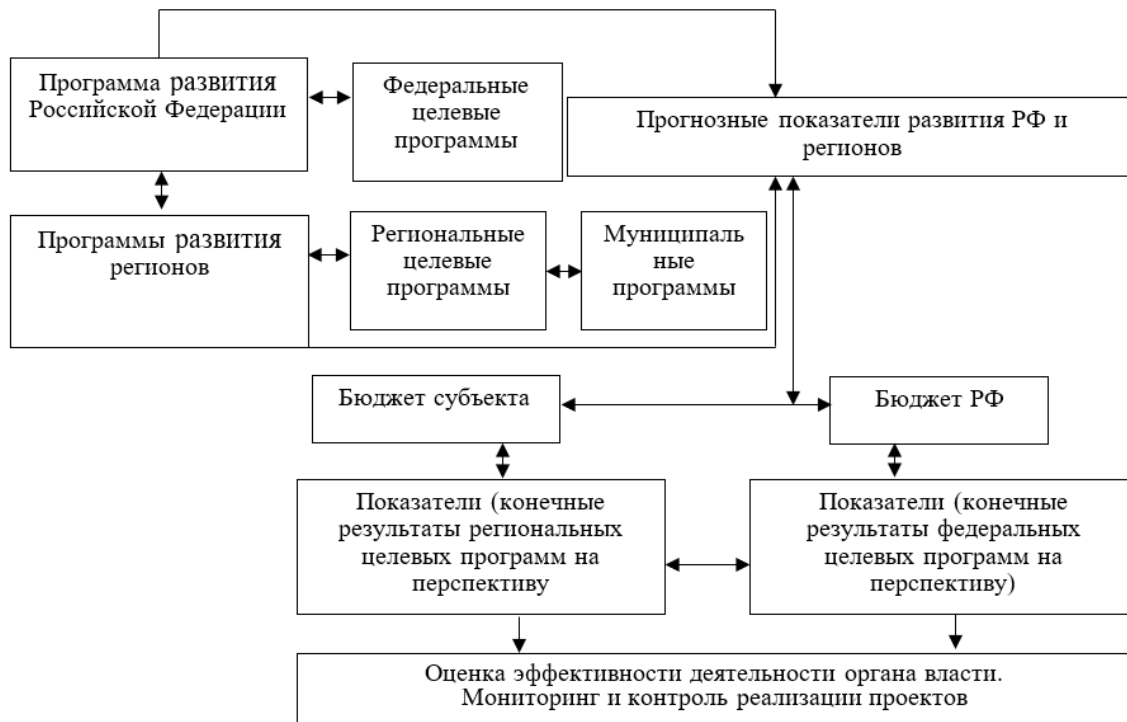 Программа развития
Российской Федерации
Федеральные
целевые
программы
Прогнозные показатели развития РФ и
регионов
Программы развития
регионов
Региональные
целевые
программы
Муниципаль
ные
программы
Бюджет субъекта
Бюджет РФ
Показатели (конечные
результаты региональных
целевых программ на
перспективу
Показатели (конечные
результаты федеральных
целевых программ на
перспективу)
Оценка эффективности деятельности органа власти.
Мониторинг и контроль реализации проектов